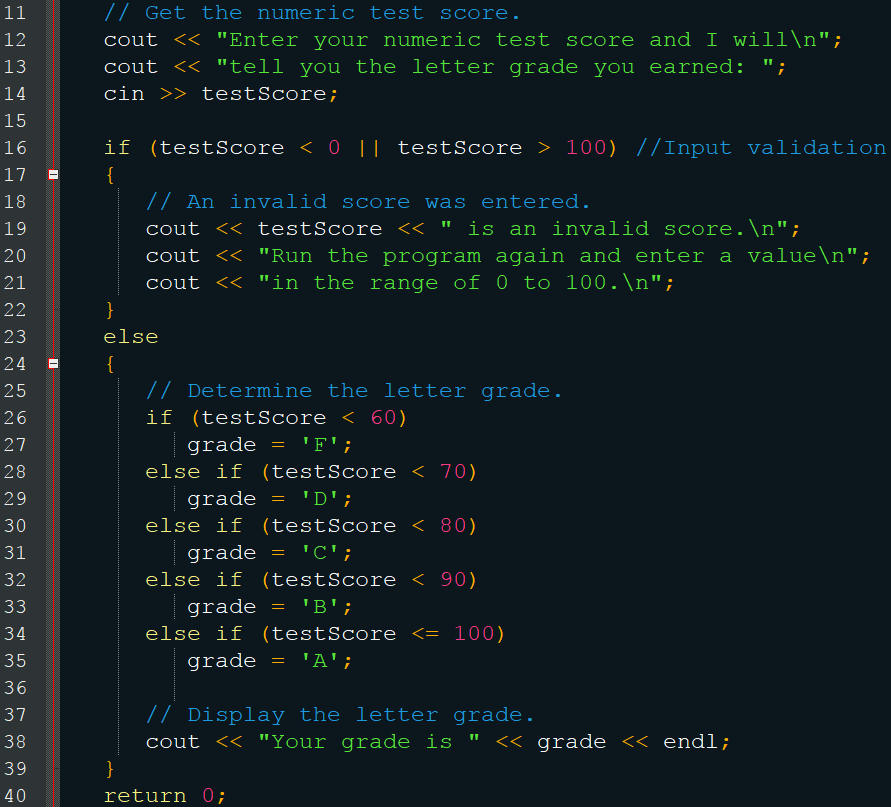 11 // Get the numeric test score.
12 cout << "Enter your numeric test score and I will\n";
13 cout << "tell you the letter grade you earned: ";
14 cin >> testScore;
15
16 if (testScore < 0 || testScore > 100) //Input validation
17 {
18 // An invalid score was entered.
19 cout << testScore << " is an invalid score.\n";
20 cout << "Run the program again and enter a value\n";
21 cout << "in the range of 0 to 100.\n";
22 }
23 else
24 {
25 // Determine the letter grade.
26 if (testScore < 60)
27 grade = 'F';
28 else if (testScore < 70)
29 grade = 'D';
30 else if (testScore < 80)
31 grade = 'C';
32 else if (testScore < 90)
33 grade = 'B';
34 else if (testScore <= 100)
35 grade = 'A';
36
37 // Display the letter grade.
38 cout << "Your grade is " << grade << endl;
39 }
40 return 0;